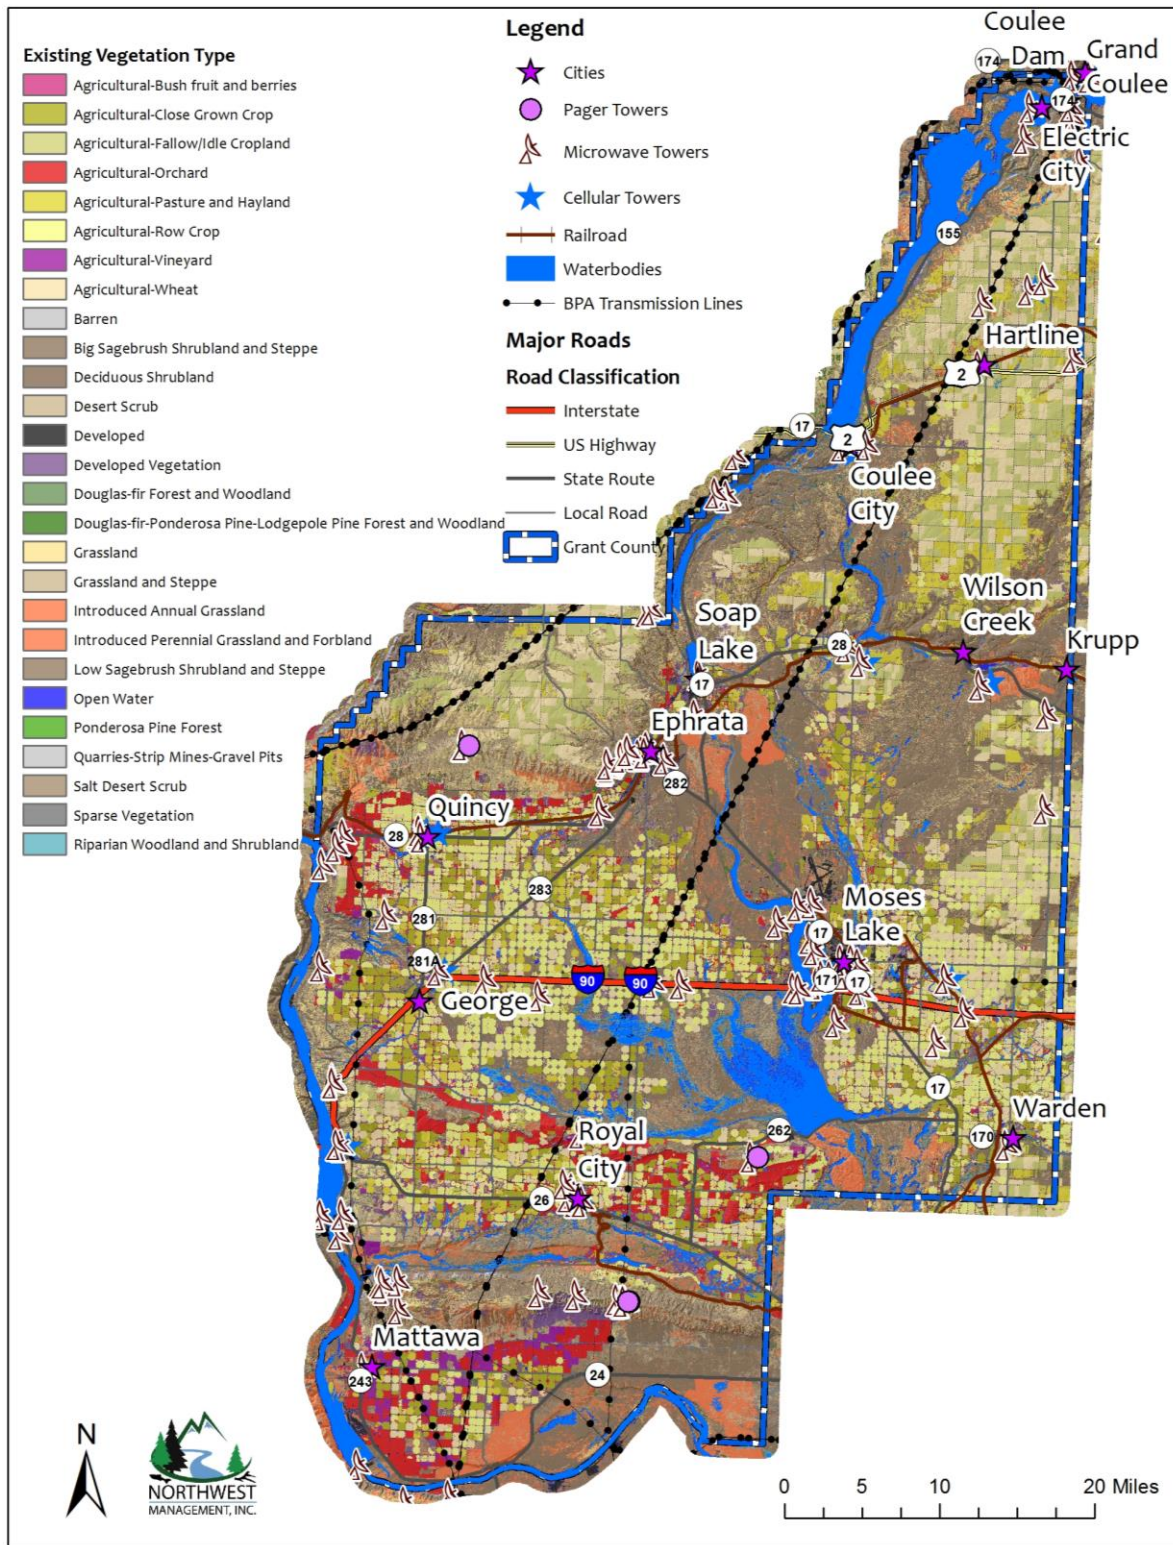 Existing Vegetation Type
Agricultural-Bush fruit and berries
Agricultural-Close Grown Crop
Agricultural-Fallow/Idle Cropland
Agricultural-Orchard
Agricultural-Pasture and Hayland
Agricultural-Row Crop
Agricultural-Vineyard
Agricultural-Wheat
Barren
Big Sagebrush Shrubland and Steppe
Deciduous Shrubland
Desert Scrub
Developed
Developed Vegetation
Douglas-fir Forest and Woodland
Douglas-fir-Ponderosa Pine-Lodgepole Pine Forest and Woodland
Grassland
Grassland and Steppe
Introduced Annual Grassland
Introduced Perennial Grassland and Forbland
Low Sagebrush Shrubland and Steppe
Open Water
Ponderosa Pine Forest
Quarries-Strip Mines-Gravel Pits
Salt Desert Scrub
Sparse Vegetation
Riparian Woodland and Shrubland
Legend
Cities
Pager Towers
Microwave Towers
Cellular Towers
Railroad
Waterbodies
BPA Transmission Lines
Major Roads
Road Classification
Interstate
US Highway
State Route
Local Road
Grant County
Coulee
Dam
Grand
Coulee
174
174
Electric
City
155
Hartline
2
17
2
Coulee
City
Wilson
Creek
Krupp
Soap
Lake
28
17
Ephrata
282
Quincy
28
283
281
Moses
Lake
17
281A
90
90
171
17
George
17
Warden
170
262
Royal
City
26
Mattawa
243
24
N
NORTHWEST
MANAGEMENT, INC.
0 5 10 20 Miles